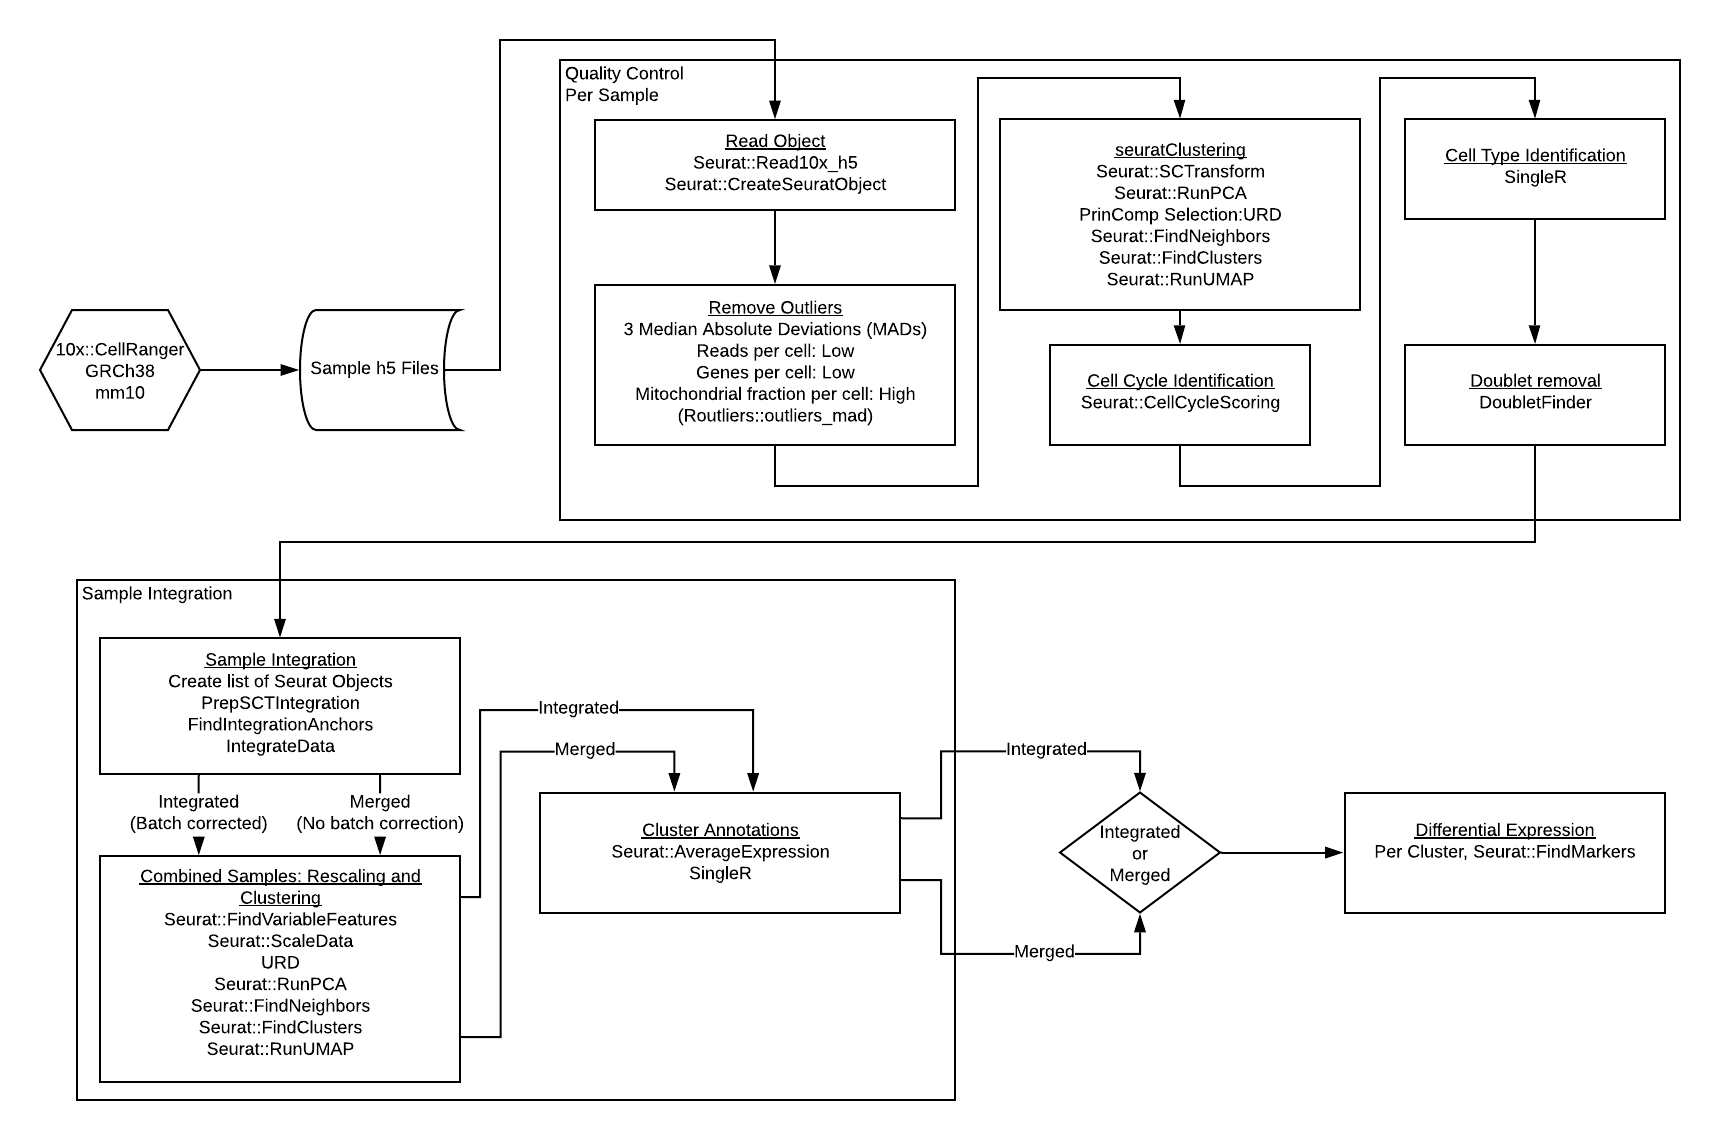 Quality Control
Per Sample
10x::CellRanger
GRCh38
mm10
Sample h5 Files
Read Object
Seurat::Read10x_h5
Seurat::CreateSeuratObject
Remove Outliers
3 Median Absolute Deviations (MADs)
Reads per cell: Low
Genes per cell: Low
Mitochondrial fraction per cell: High
(Routliers::outliers_mad)
seuratClustering
Seurat::SCTransform
Seurat::RunPCA
PrinComp Selection:URD
Seurat::FindNeighbors
Seurat::FindClusters
Seurat::RunUMAP
Cell Cycle Identification
Seurat::CellCycleScoring
Cell Type Identification
SingleR
Doublet removal
DoubletFinder
Sample Integration
Sample Integration
Create list of Seurat Objects
PrepSCTIntegration
FindIntegrationAnchors
IntegrateData
Integrated
(Batch corrected)
Merged
(No batch correction)
Combined Samples: Rescaling and
Clustering
Seurat::FindVariableFeatures
Seurat::ScaleData
URD
Seurat::RunPCA
Seurat::FindNeighbors
Seurat::FindClusters
Seurat::RunUMAP
Integrated
Merged
Cluster Annotations
Seurat::AverageExpression
SingleR
Integrated
Merged
Integrated
or
Merged
Differential Expression
Per Cluster, Seurat::FindMarkers